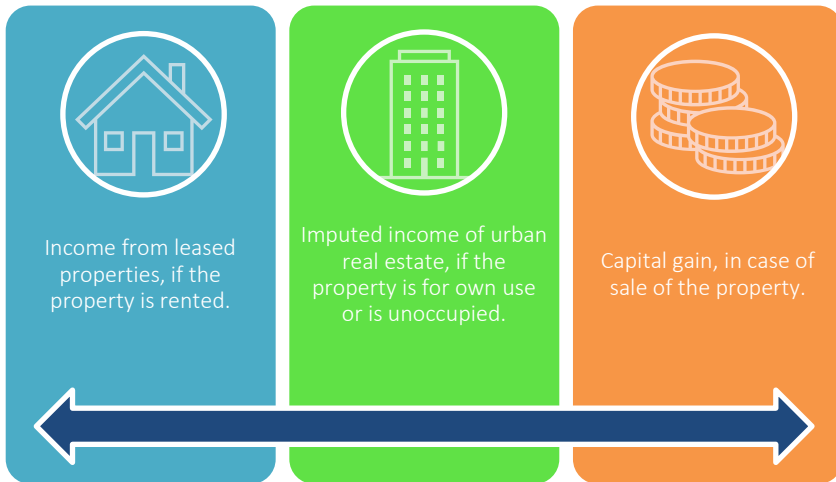 Income from leased
properties, if the
property is rented.
Imputed income of urban
real estate, if the
property is for own use
or is unoccupied.
Capital gain, in case of
sale of the property.